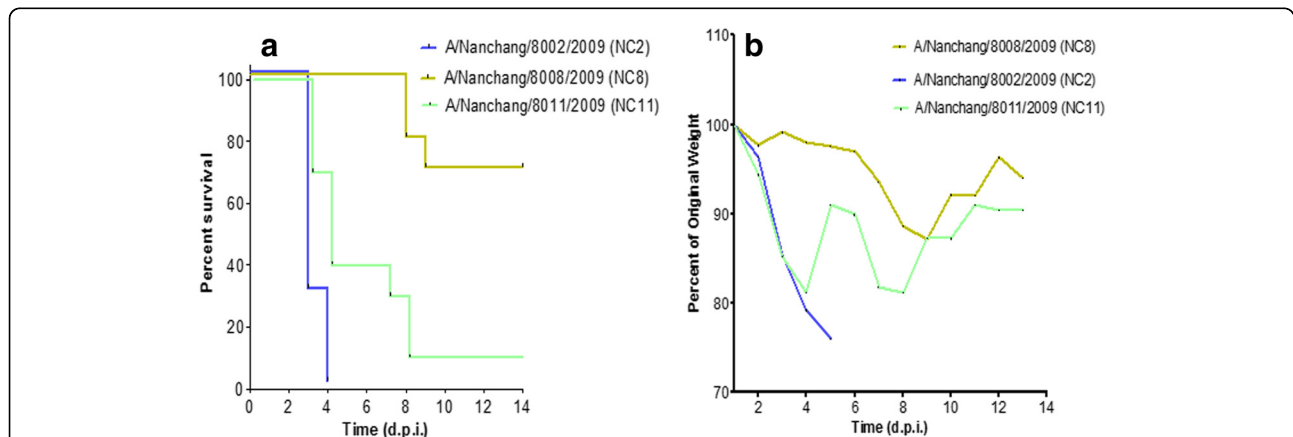 a
A/Nanchang/8002/2009 (NC2)
A/Nanchang/8008/2009 (NC8)
A/Nanchang/8011/2009 (NC11)
Percent survival
100
80
60
40
20
0
0 2 4 6 8 10 12 14
Time (d.p.i.)
b
A/Nanchang/8008/2009 (NC8)
A/Nanchang/8002/2009 (NC2)
A/Nanchang/8011/2009 (NC11)
Percent of Original Weight
110
100
90
80
70
2 4 6 8 10 12 14
Time (d.p.i.)